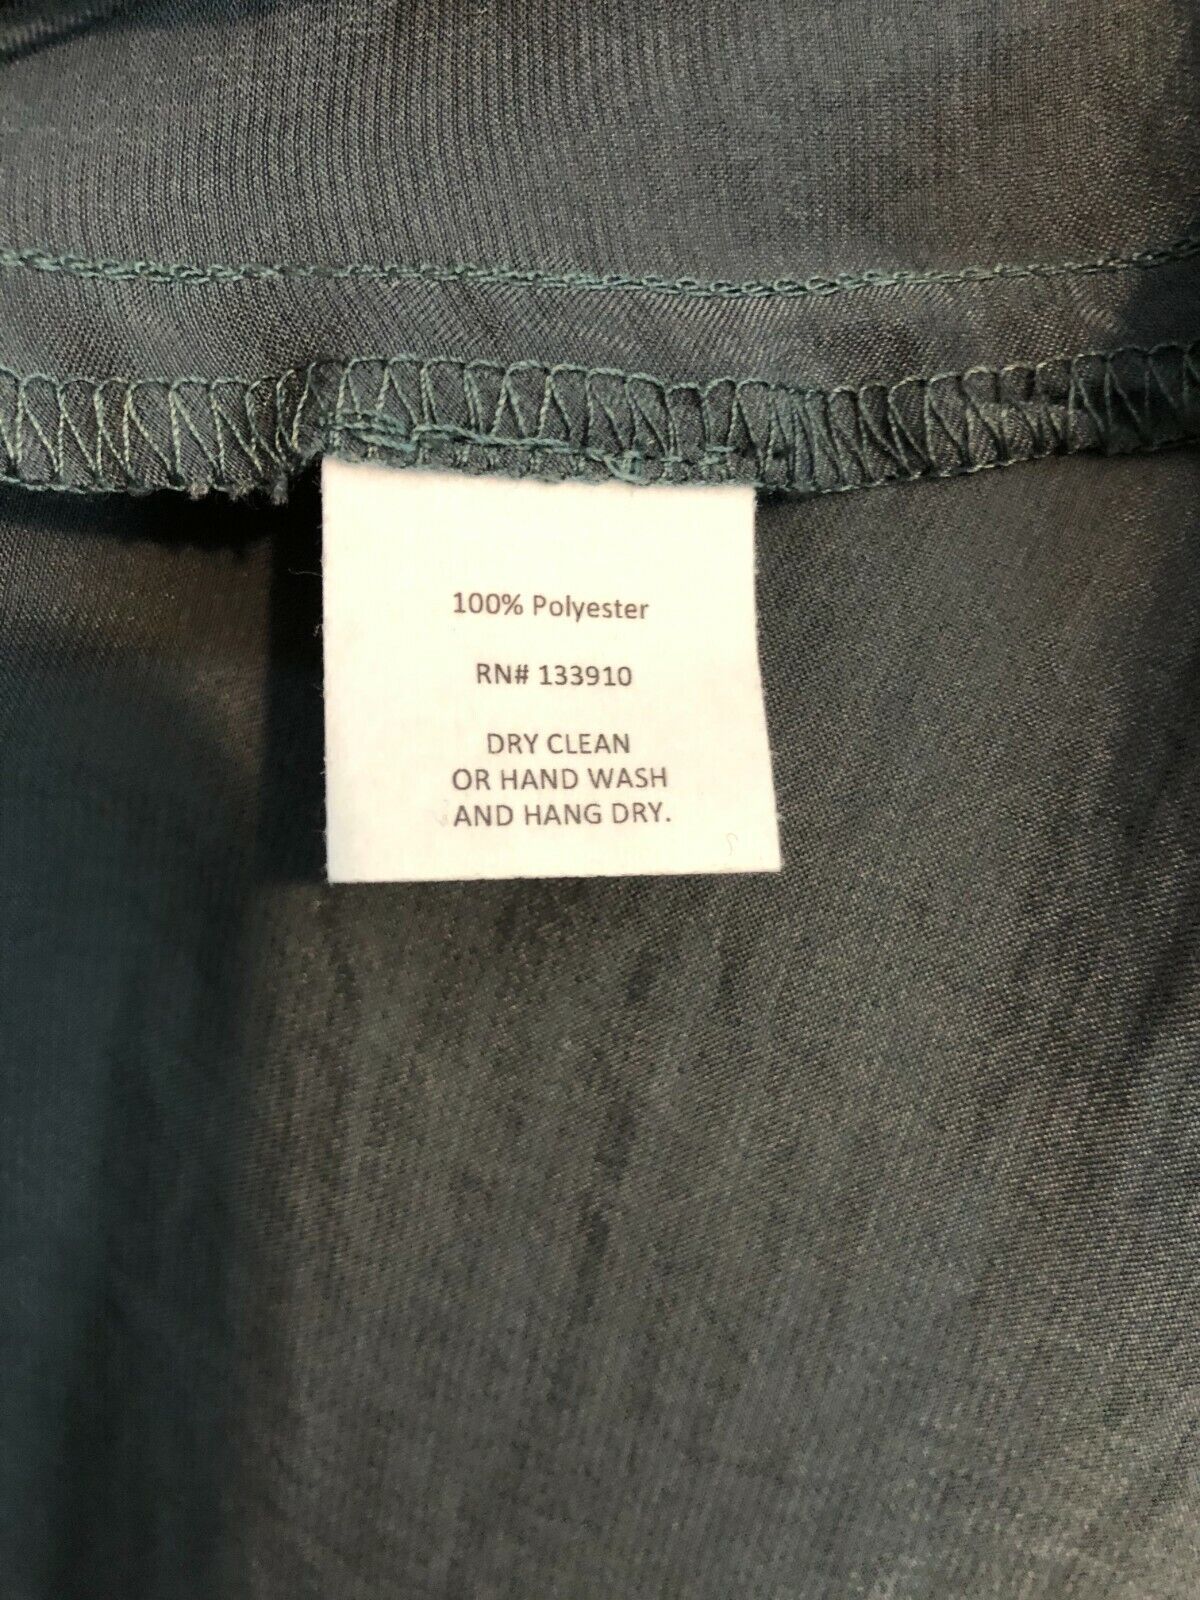 100% Polyester
RN# 133910
DRY CLEAN
OR HAND WASH
AND HANG DRY.